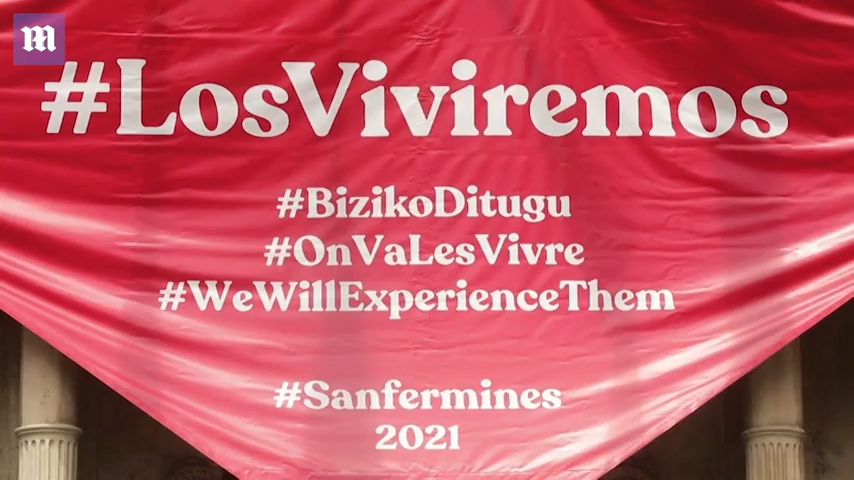 M
#LosViviremos
#BizikoDitugu
#OnVaLesVivre
#WeWillExperienceThem
#Sanfermines
2021